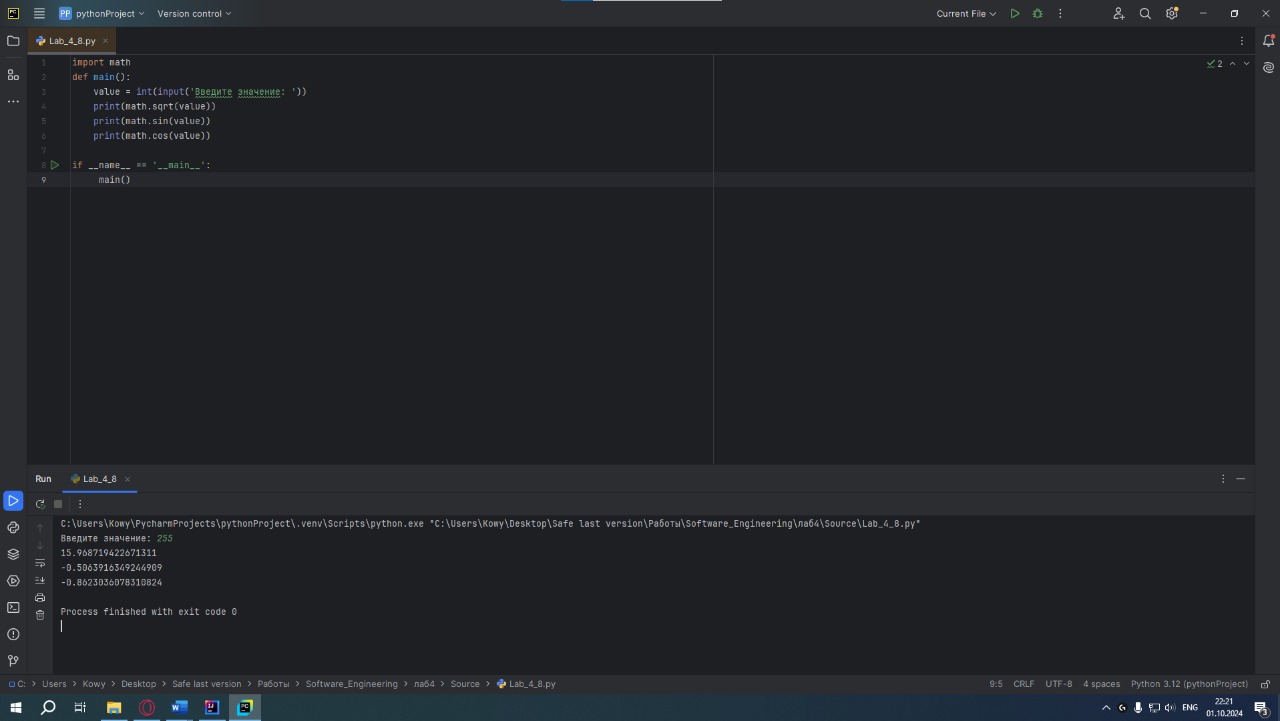 PC
PP pythonProject
Version control
Current File
Lab_4_8.py
2
1 import math
2 def main():
3 value = int(input('Введите значение: '))
4 print(math.sqrt(value))
5 print(math.sin(value))
6 print(math.cos(value))
7
8 if __name__ == '__main__':
9 main()
Run Lab_4_8
C:\Users\Kowy\PycharmProjects\pythonProject\.venv\Scripts\python.exe "C:\Users\Kowy\Desktop\Safe last version\Работы\Software_Engineering\лаб4\Source\Lab_4_8.py"
Введите значение: 255
15.968719422671311
-0.5063916349244909
-0.8623036078310824
Process finished with exit code 0
C: > Users > Kowy > Desktop > Safe last version > Работы > Software_Engineering > лаб4 > Source > Lab_4_8.py
9:5 CRLF UTF-8 4 spaces Python 3.12 (pythonProject)
ENG
22:21
01.10.2024
3